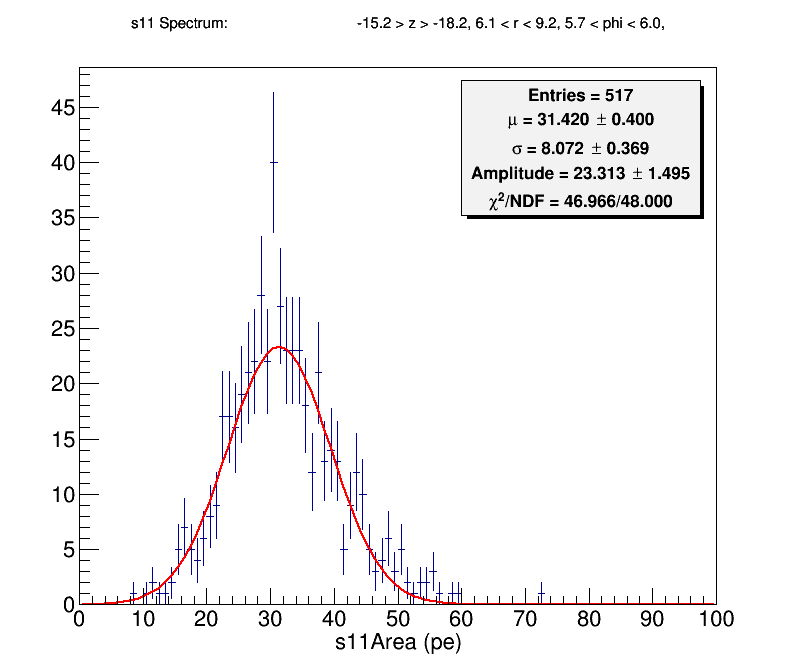 s11 Spectrum: -15.2 > z > -18.2, 6.1 < r < 9.2, 5.7 < phi < 6.0,
Entries = 517
μ = 31.420 ± 0.400
σ = 8.072 ± 0.369
Amplitude = 23.313 ± 1.495
χ²/NDF = 46.966/48.000
45
40
35
30
25
20
15
10
5
0
0 10 20 30 40 50 60 70 80 90 100
s11Area (pe)